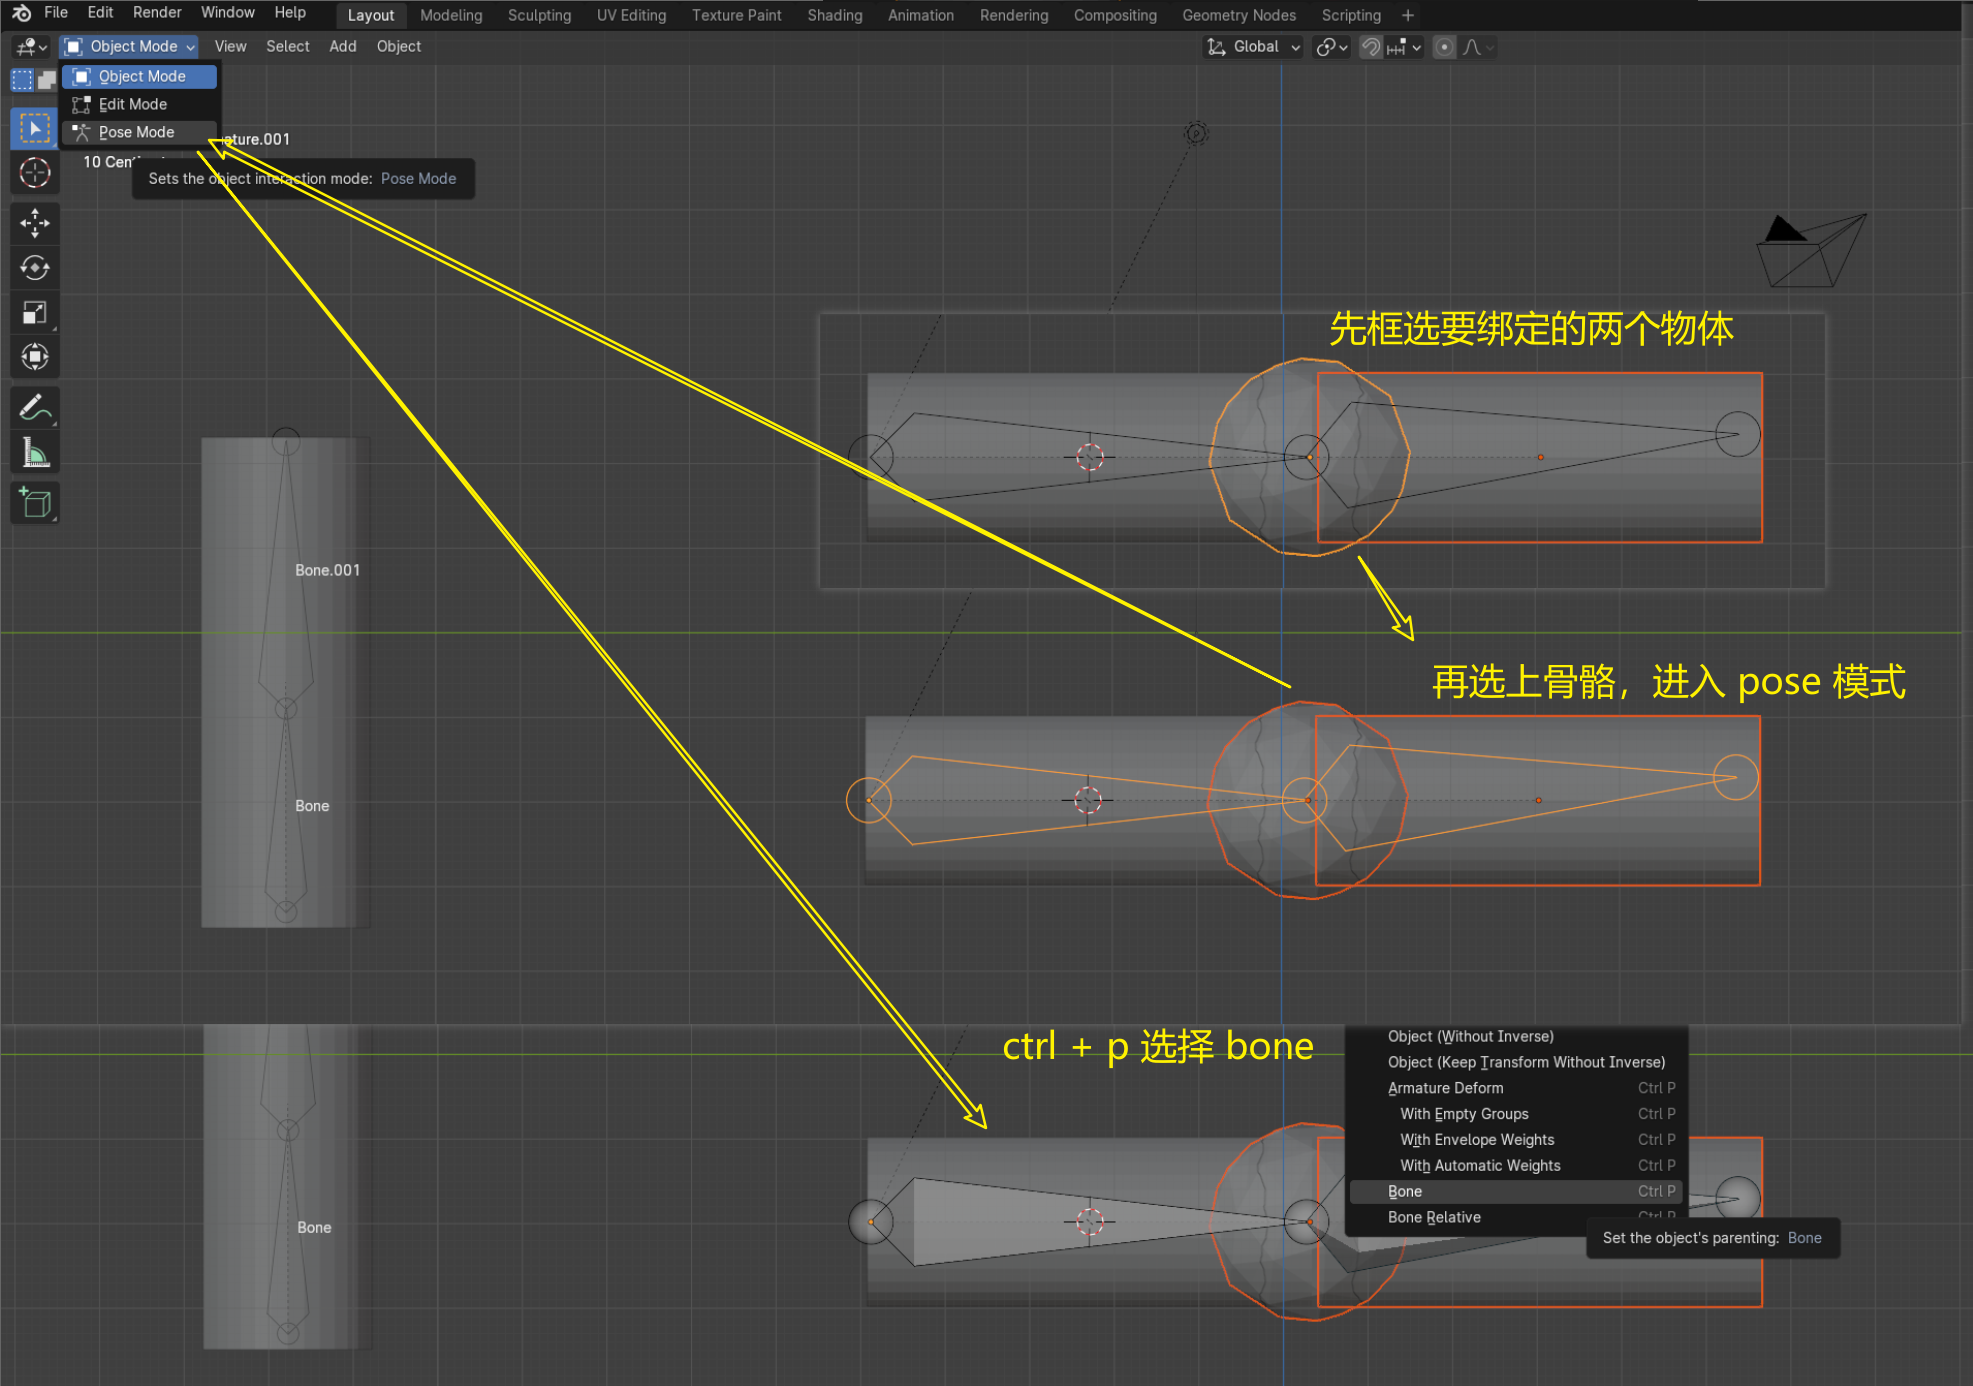 File Edit Render Window Help Layout Modeling Sculpting UV Editing Texture Paint Shading Animation Rendering Compositing Geometry Nodes Scripting +
Object Mode View Select Add Object Global
Object Mode
Edit Mode
Pose Mode
ature.001
10 Cent
Sets the object interaction mode: Pose Mode
先框选要绑定的两个物体
Bone.001
再选上骨骼，进入 pose 模式
Bone
ctrl + p 选择 bone
Object (Without Inverse)
Object (Keep Transform Without Inverse)
Armature Deform Ctrl P
With Empty Groups Ctrl P
With Envelope Weights Ctrl P
With Automatic Weights Ctrl P
Bone Ctrl P
Bone Relative Ctrl P
Bone
Set the object's parenting: Bone